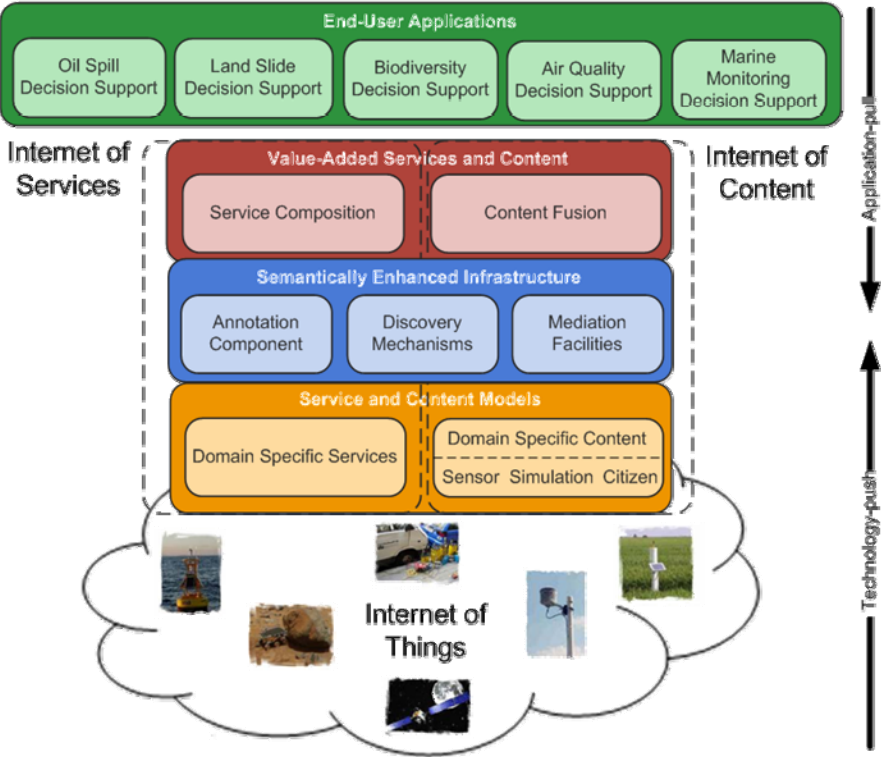 End-User Applications
Oil Spill
Decision Support
Land Slide
Decision Support
Biodiversity
Decision Support
Air Quality
Decision Support
Marine
Monitoring
Decision Support
Application-pull
Internet of
Services
Internet of
Content
Value-Added Services and Content
Service Composition
Content Fusion
Semantically Enhanced Infrastructure
Annotation
Component
Discovery
Mechanisms
Mediation
Facilities
Service and Content Models
Domain Specific Services
Domain Specific Content
Sensor Simulation Citizen
Technology-push
Internet of
Things